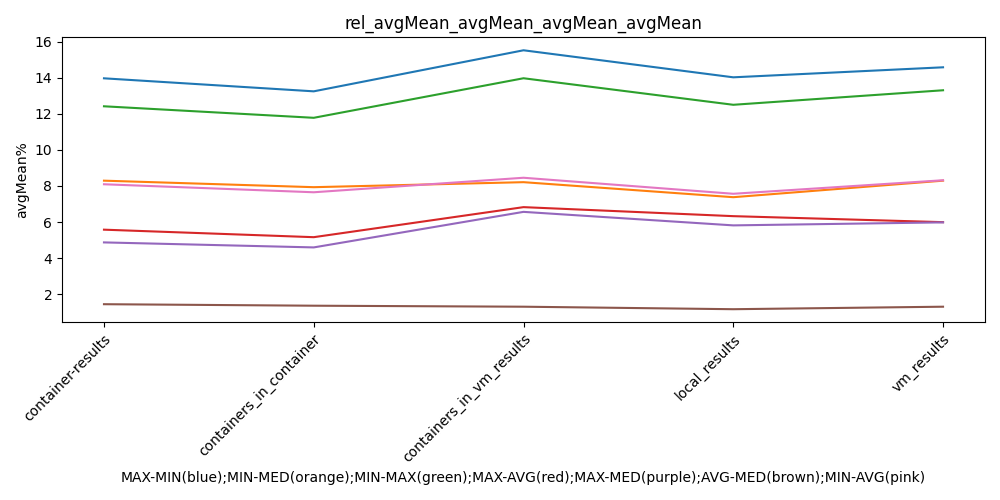 rel_avgMean_avgMean_avgMean_avgMean
16
14
12
10
8
6
4
2
avgMean%
container-results
containers_in_container
containers_in_vm_results
local_results
vm_results
MAX-MIN(blue);MIN-MED(orange);MIN-MAX(green);MAX-AVG(red);MAX-MED(purple);AVG-MED(brown);MIN-AVG(pink)